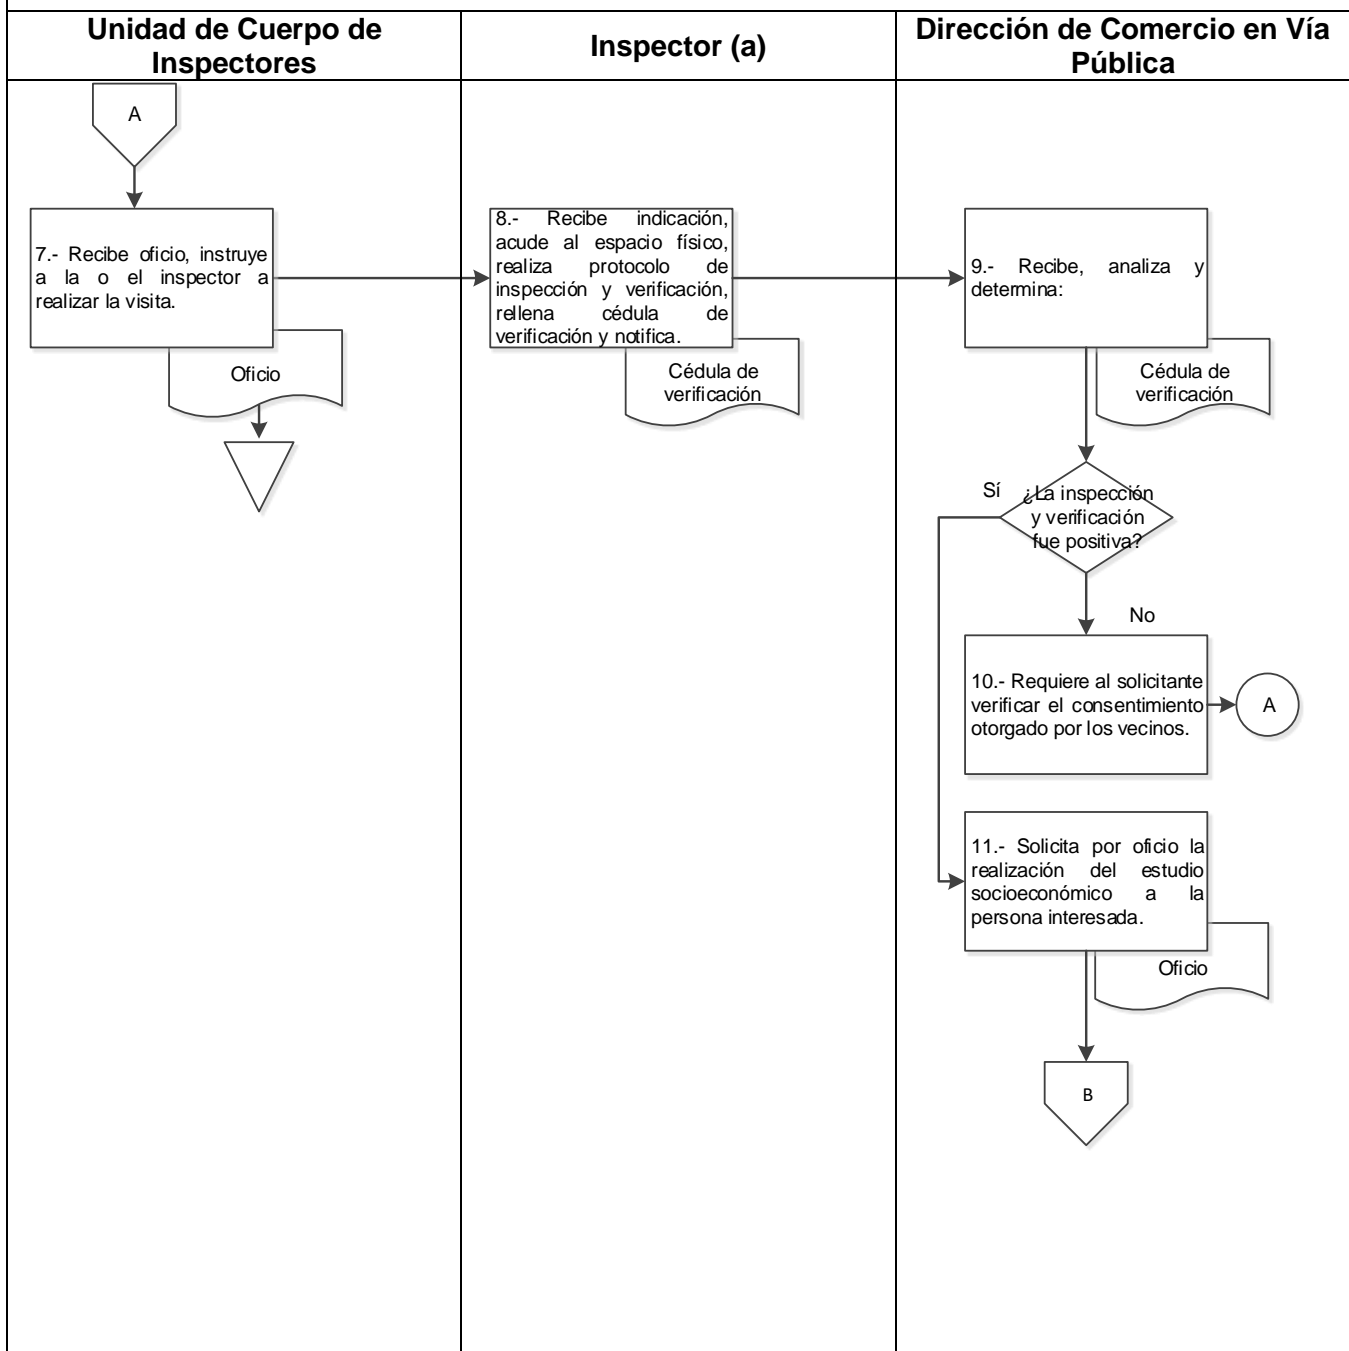 Unidad de Cuerpo de
Inspectores
Inspector (a)
Dirección de Comercio en Vía
Pública
A
7.- Recibe oficio, instruye
a la o el inspector a
realizar la visita.
Oficio
8.- Recibe indicación,
acude al espacio físico,
realiza protocolo de
inspección y verificación,
rellena cédula de
verificación y notifica.
Cédula de
verificación
9.- Recibe, analiza y
determina:
Cédula de
verificación
Sí
¿La inspección
y verificación
fue positiva?
No
10.- Requiere al solicitante
verificar el consentimiento
otorgado por los vecinos.
A
11.- Solicita por oficio la
realización del estudio
socioeconómico a la
persona interesada.
Oficio
B